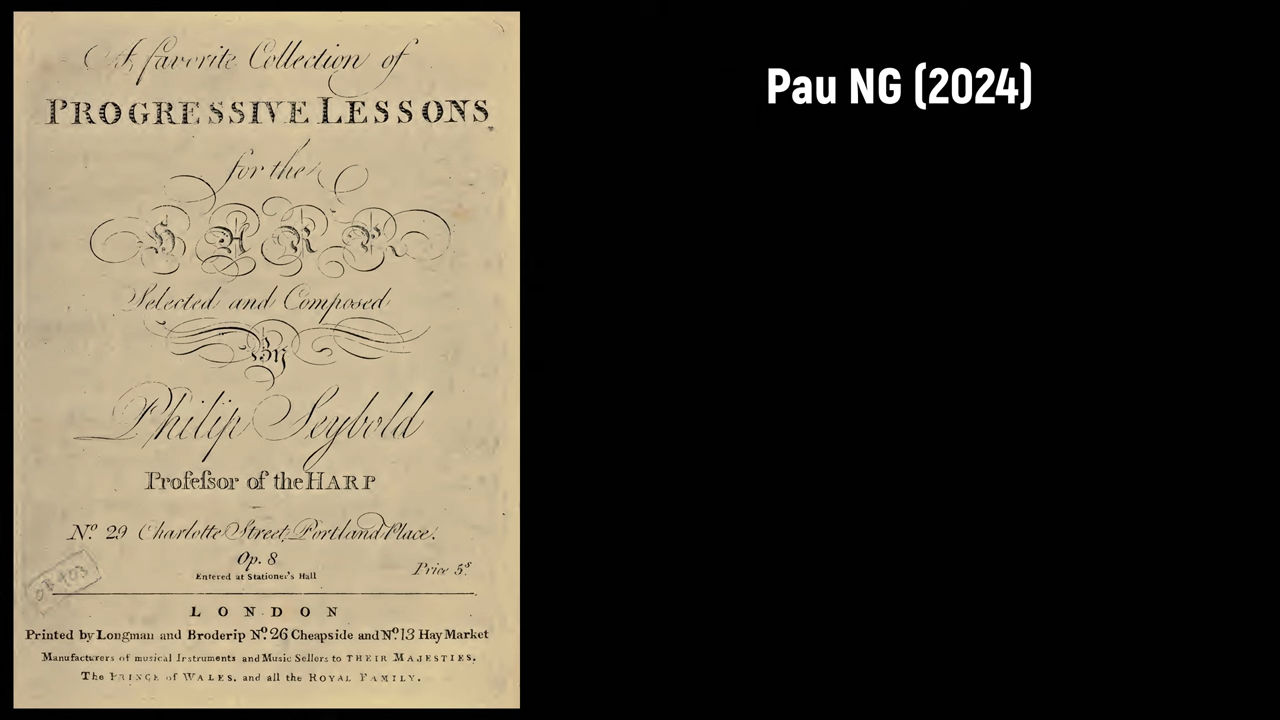 A favorite Collection of
PROGRESSIVE LESSONS
for the
HARP
Selected and Composed
By
Philip Seybold
Profeſsor of the HARP
Nº. 29 Charlotte Street, Portland Place.
Op. 8
Entered at Stationer's Hall
Price 5ˢ.
LONDON
Printed by Longman and Broderip Nº. 26 Cheapside and Nº. 13 Hay Market
Manufacturers of musical Instruments and Music Sellers to THEIR MAJESTIES,
The PRINCE of WALES, and all the ROYAL FAMILY.
Pau NG (2024)